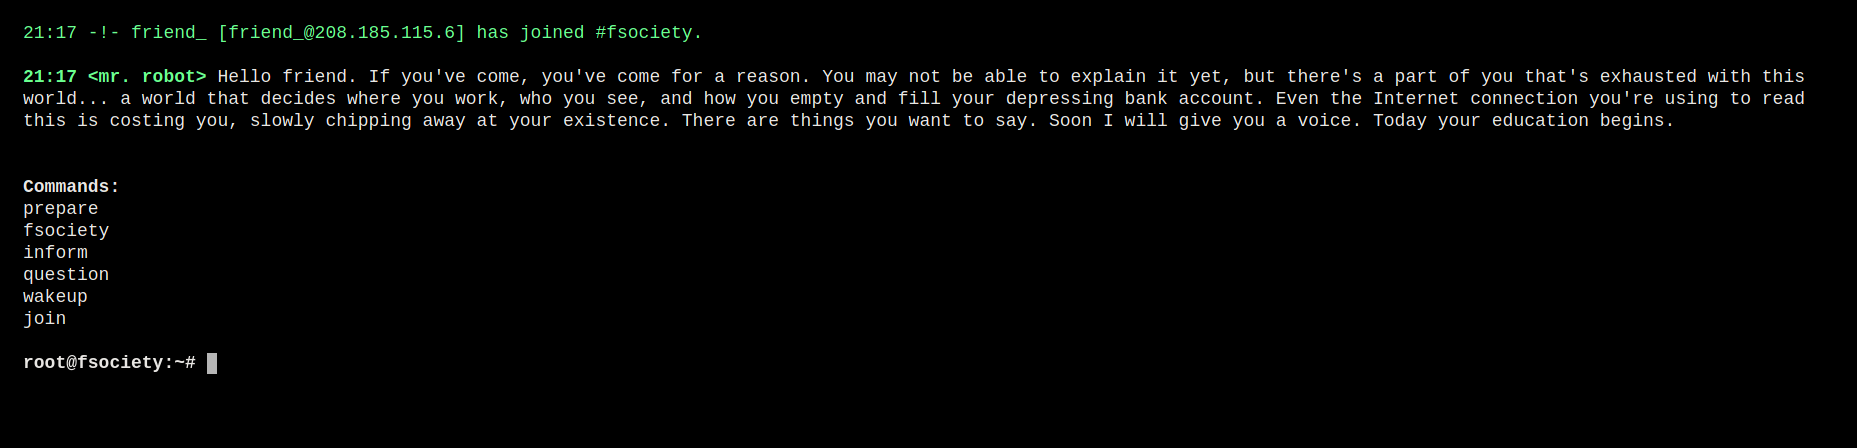 21:17 -!- friend_ [friend_@208.185.115.6] has joined #fsociety.
21:17 <mr. robot> Hello friend. If you've come, you've come for a reason. You may not be able to explain it yet, but there's a part of you that's exhausted with this
world... a world that decides where you work, who you see, and how you empty and fill your depressing bank account. Even the Internet connection you're using to read
this is costing you, slowly chipping away at your existence. There are things you want to say. Soon I will give you a voice. Today your education begins.
Commands:
prepare
fsociety
inform
question
wakeup
join
root@fsociety:~#